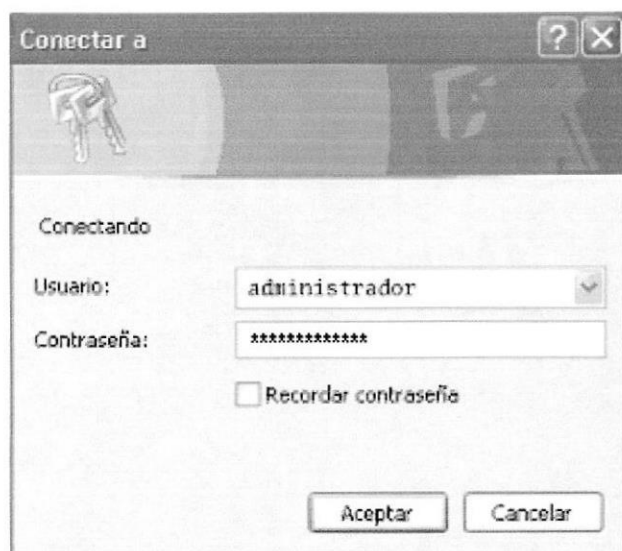 Conectar a
Conectando
Usuario: administrador
Contraseña: *************
Recordar contraseña
Aceptar Cancelar